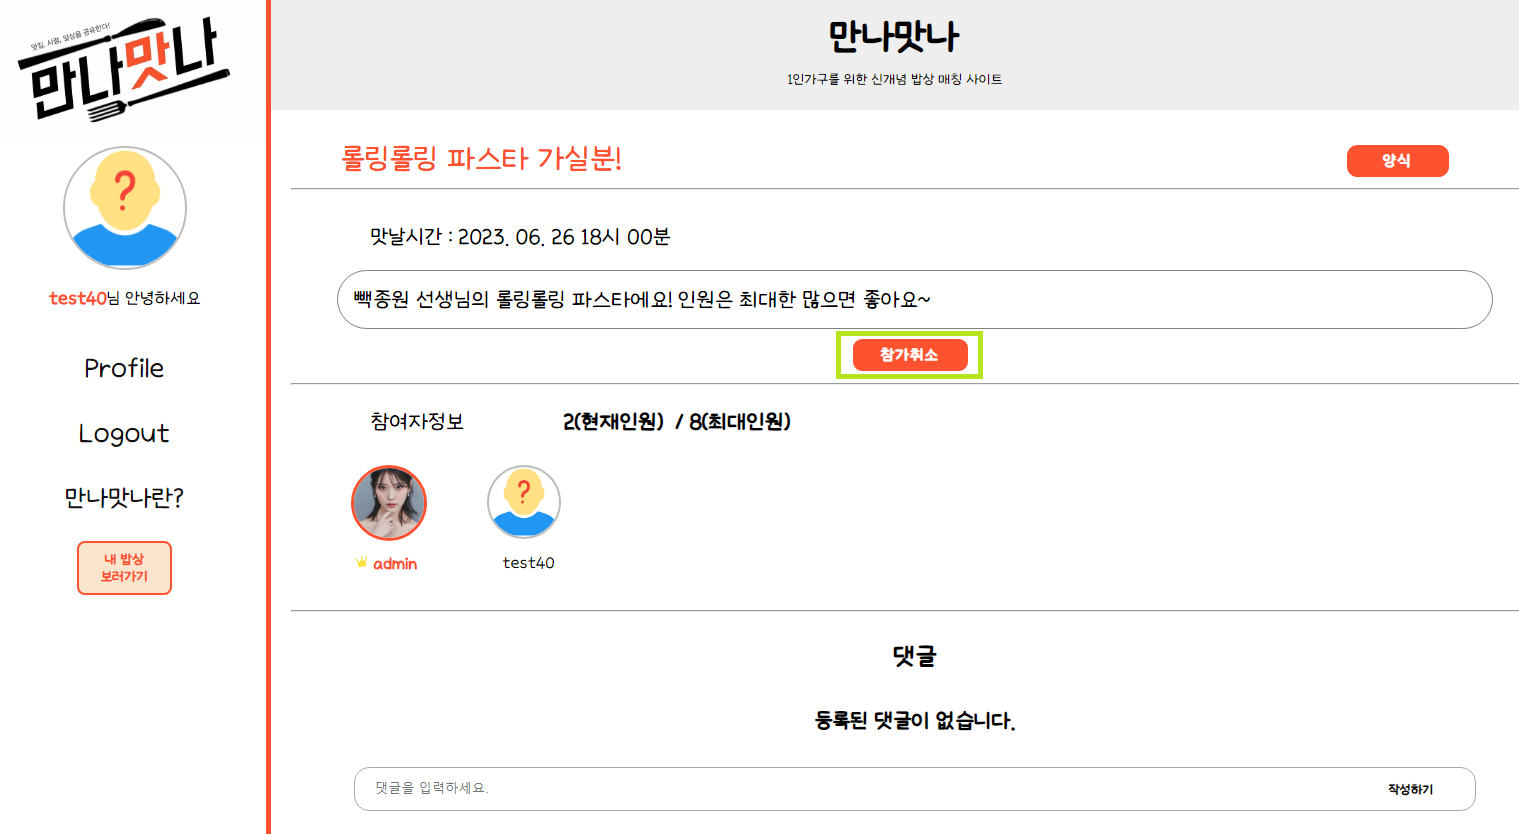 맛집, 사람, 일상을 공유한다!
만나맛나
test40님 안녕하세요
Profile
Logout
만나맛나란?
내 밥상
보러가기
만나맛나
1인가구를 위한 신개념 밥상 매칭 사이트
롤링롤링 파스타 가실분!
양식
맛날시간 : 2023. 06. 26 18시 00분
빽종원 선생님의 롤링롤링 파스타에요! 인원은 최대한 많으면 좋아요~
참가취소
참여자정보 2(현재인원) / 8(최대인원)
admin
test40
댓글
등록된 댓글이 없습니다.
댓글을 입력하세요.
작성하기